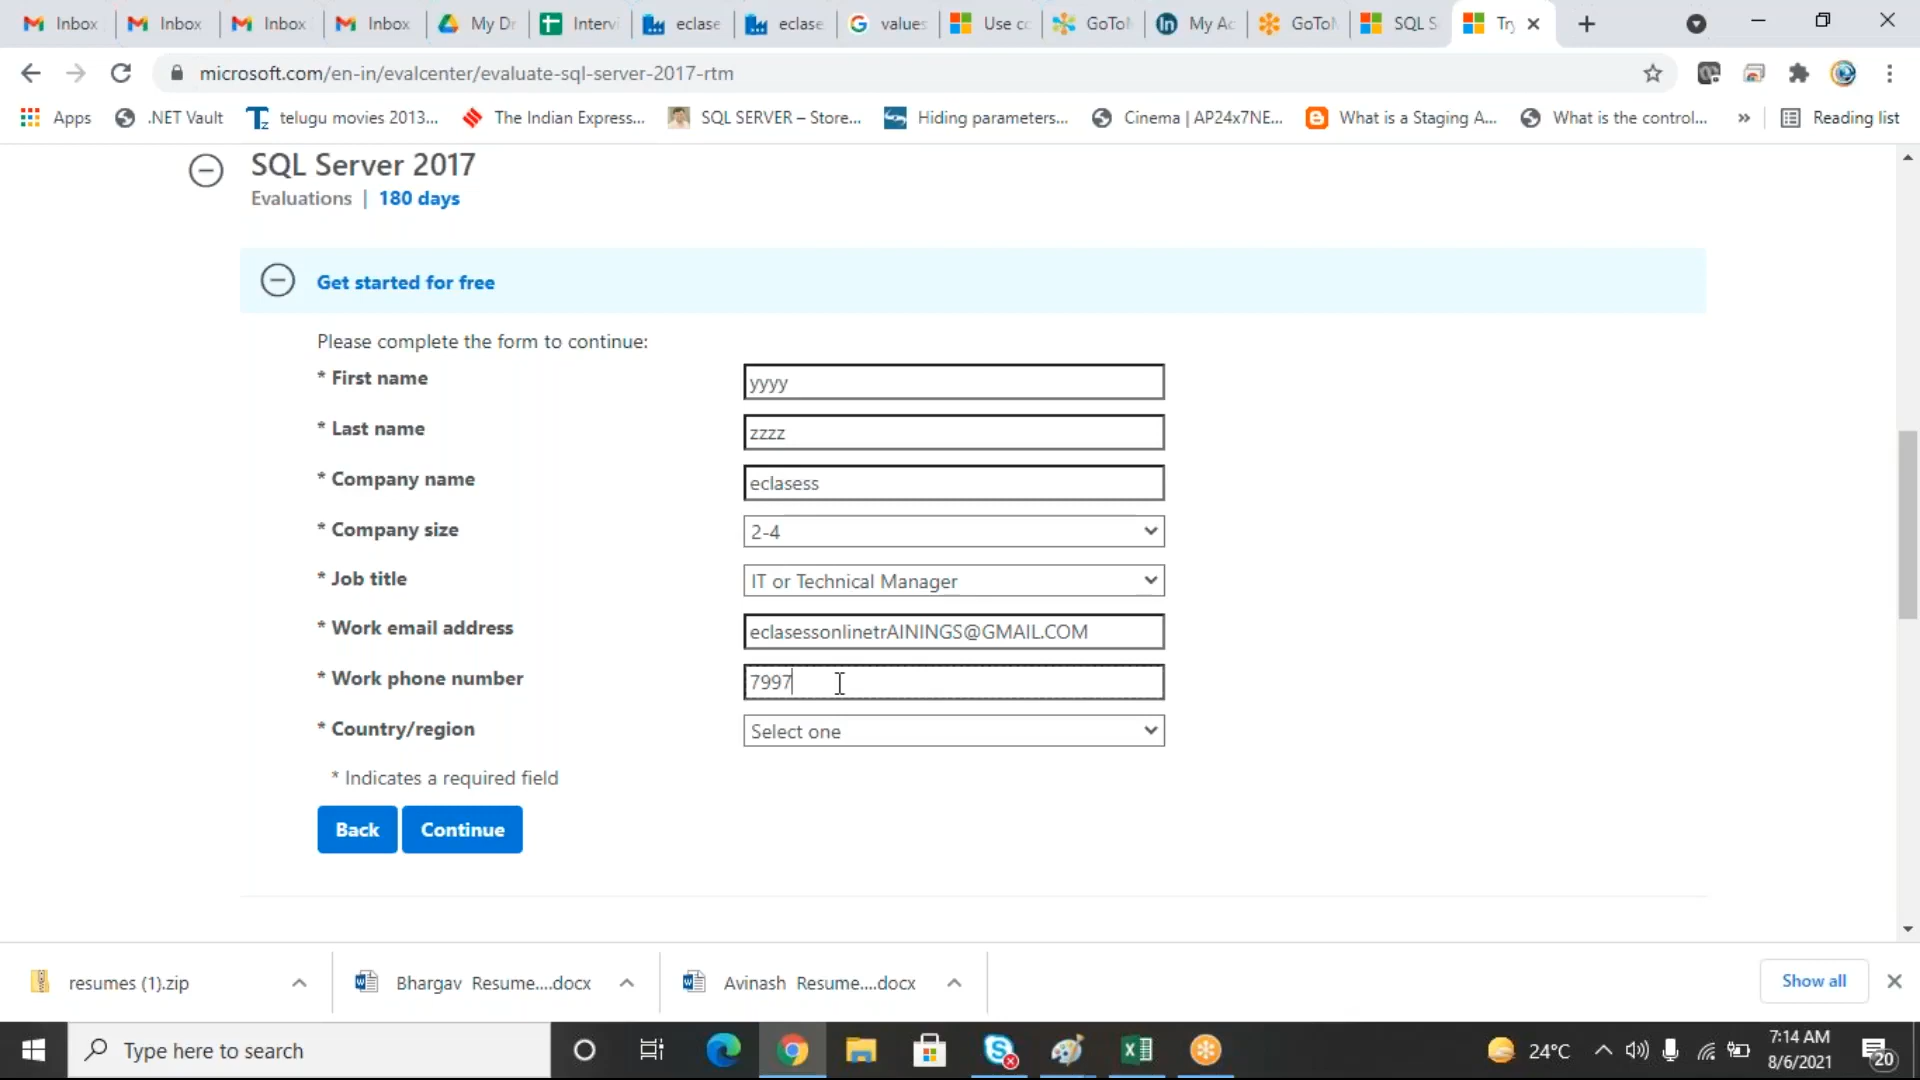 Inbox
Inbox
Inbox
Inbox
My Dr
Intervi
eclase
eclase
values
Use co
GoToM
My Ac
GoToM
SQL S
Try
microsoft.com/en-in/evalcenter/evaluate-sql-server-2017-rtm
Apps
.NET Vault
telugu movies 2013...
The Indian Express...
SQL SERVER – Store...
Hiding parameters...
Cinema | AP24x7NE...
What is a Staging A...
What is the control...
»
Reading list
SQL Server 2017
Evaluations | 180 days
Get started for free
Please complete the form to continue:
* First name
yyyy
* Last name
zzzz
* Company name
eclasess
* Company size
2-4
* Job title
IT or Technical Manager
* Work email address
eclasessonlinetrAININGS@GMAIL.COM
* Work phone number
7997
* Country/region
Select one
* Indicates a required field
Back
Continue
resumes (1).zip
Bhargav Resume....docx
Avinash Resume....docx
Show all
Type here to search
24°C
7:14 AM
8/6/2021
20